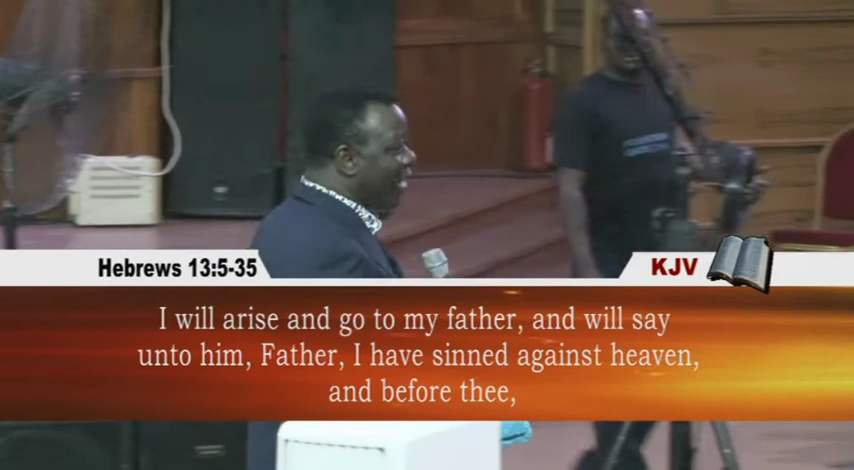 Hebrews 13:5-35
KJV
I will arise and go to my father, and will say
unto him, Father, I have sinned against heaven,
and before thee,